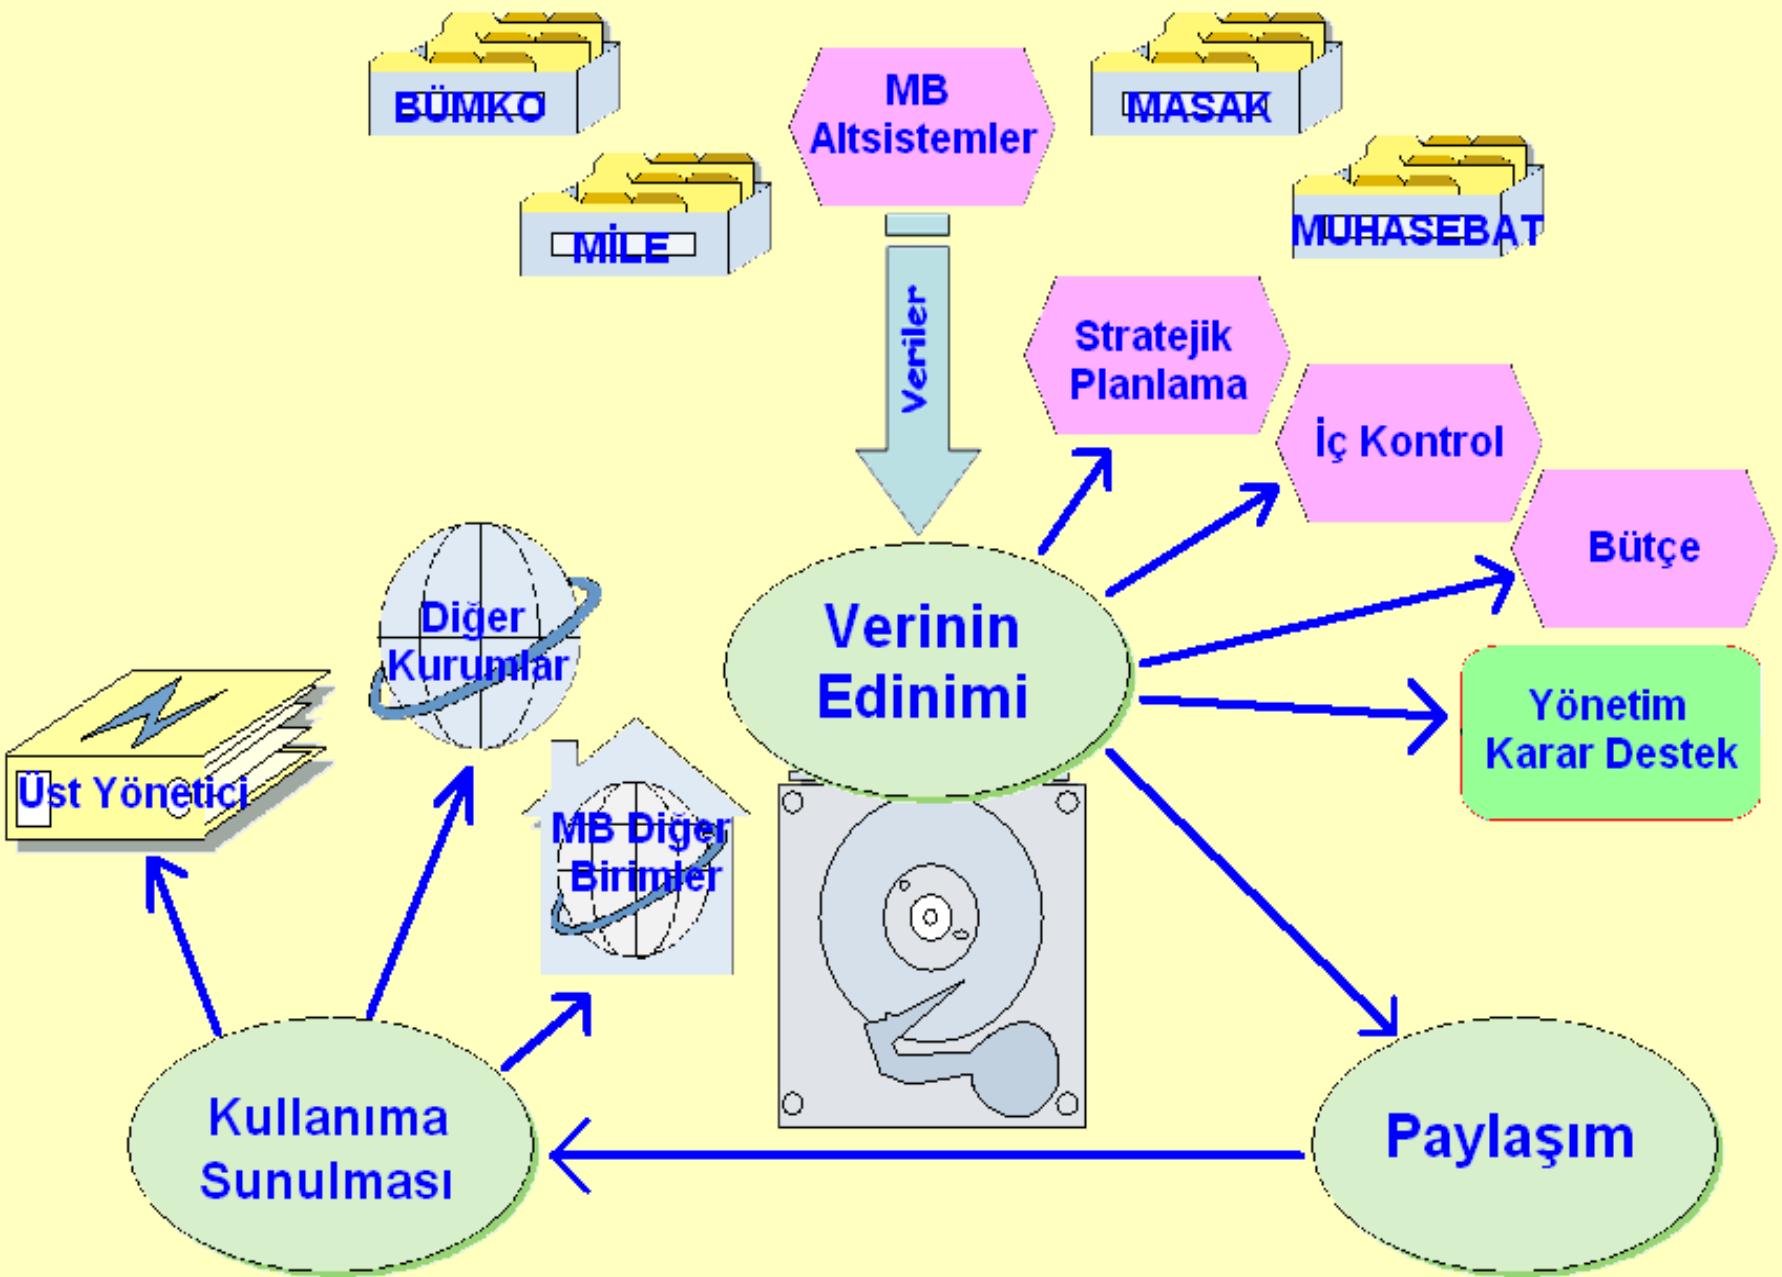 BÜMKO
MB
Altsistemler
MASAK
MİLE
MUHASEBAT
Veriler
Stratejik
Planlama
İç Kontrol
Bütçe
Diğer
Kurumlar
Verinin
Edinimi
Yönetim
Karar Destek
Üst Yönetici
MB Diğer
Birimler
Kullanıma
Sunulması
Paylaşım